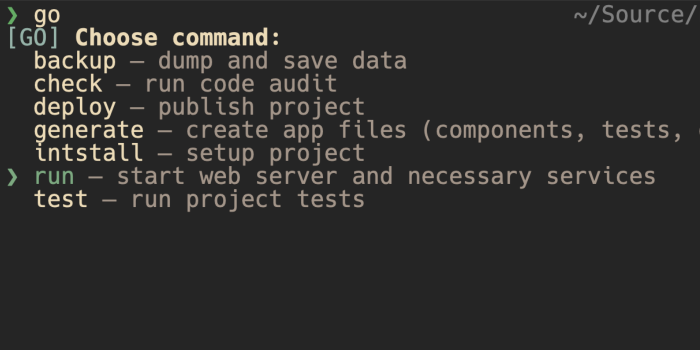 ❯ go ~/Source/
[GO] Choose command:
backup – dump and save data
check – run code audit
deploy – publish project
generate – create app files (components, tests,
intstall – setup project
❯ run – start web server and necessary services
test – run project tests